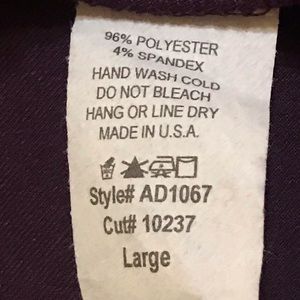 96% POLYESTER
4% SPANDEX
HAND WASH COLD
DO NOT BLEACH
HANG OR LINE DRY
MADE IN U.S.A.
Style# AD1067
Cut# 10237
Large